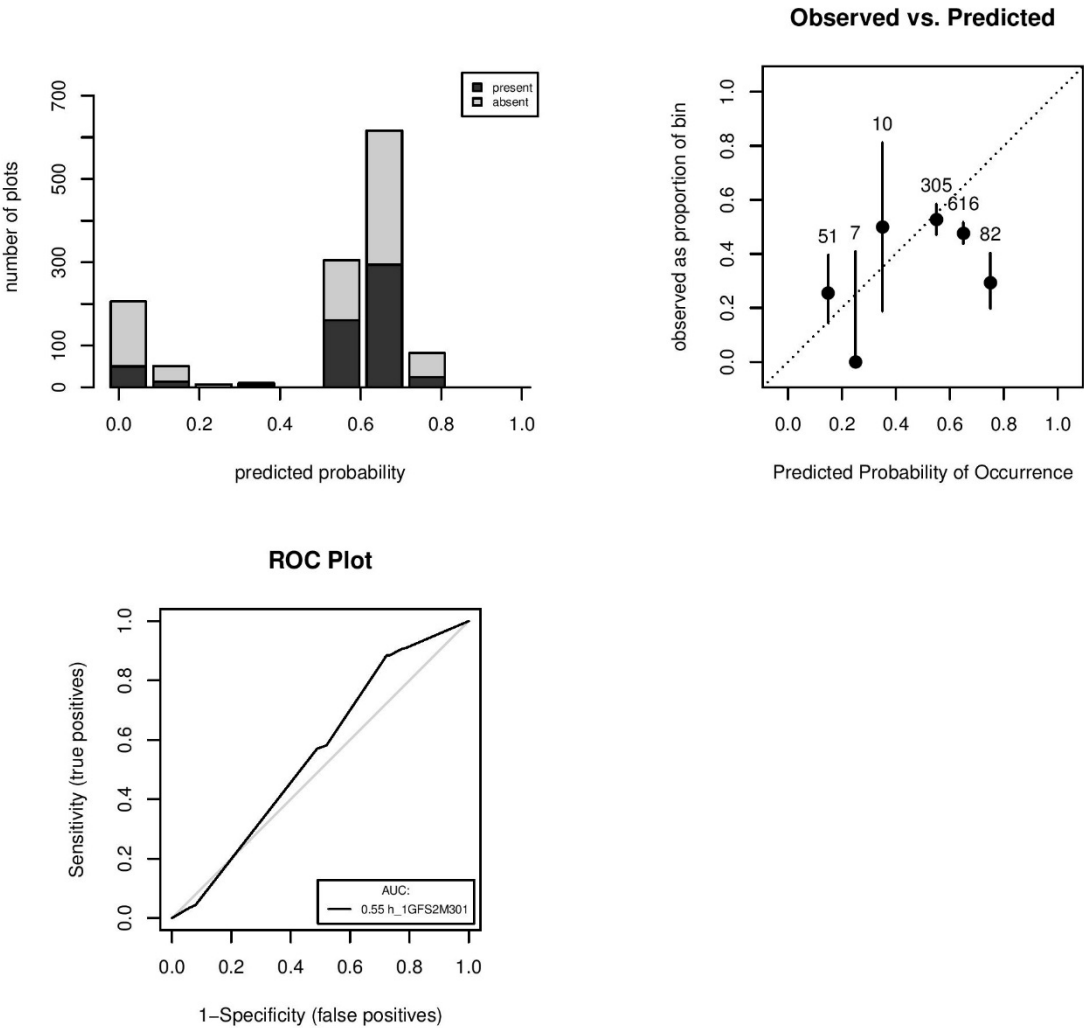 present
absent
number of plots
0
100
300
500
700
0.0 0.2 0.4 0.6 0.8 1.0
predicted probability
Observed vs. Predicted
observed as proportion of bin
0.0
0.2
0.4
0.6
0.8
1.0
51
7
10
305
616
82
0.0 0.2 0.4 0.6 0.8 1.0
Predicted Probability of Occurrence
ROC Plot
Sensitivity (true positives)
0.0
0.2
0.4
0.6
0.8
1.0
AUC:
0.55 h_1GFS2M301
0.0 0.2 0.4 0.6 0.8 1.0
1−Specificity (false positives)